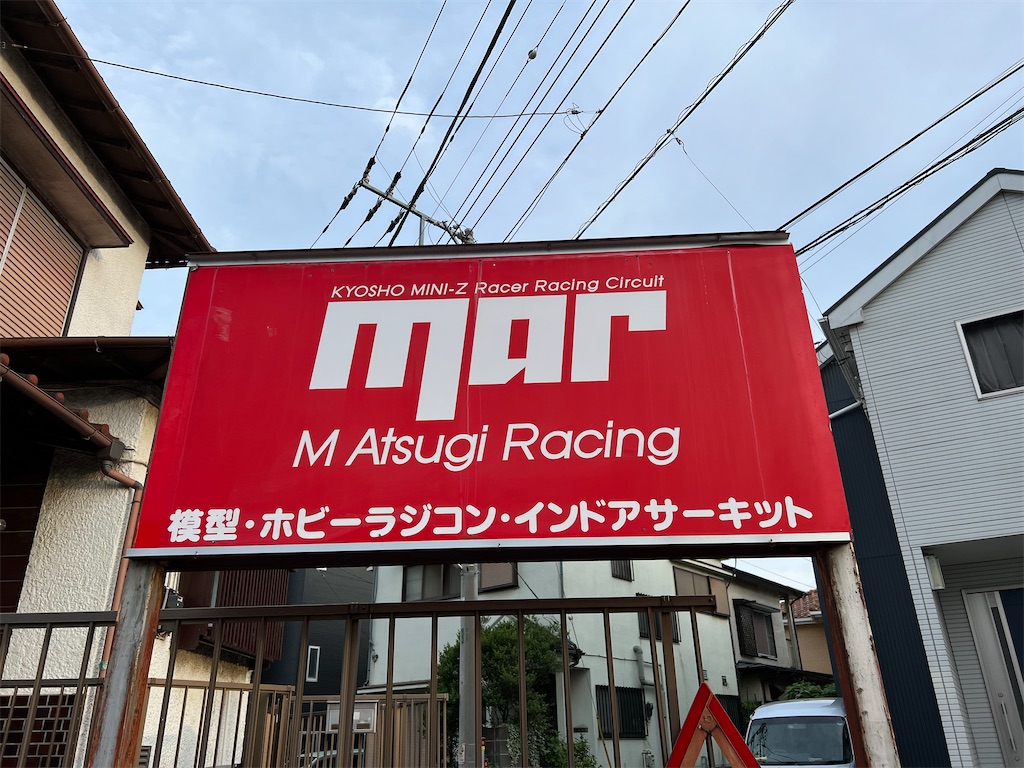 KYOSHO MINI-Z Racer Racing Circuit
mar
M Atsugi Racing
模型・ホビーラジコン・インドアサーキット